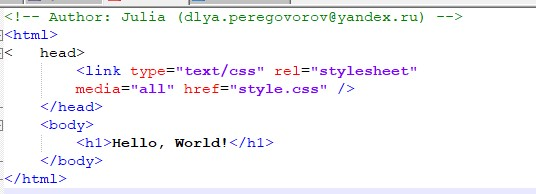 <!-- Author: Julia (dlya.peregovorov@yandex.ru) -->
<html>
<   head>
        <link type="text/css" rel="stylesheet"
        media="all" href="style.css" />
    </head>
    <body>
        <h1>Hello, World!</h1>
    </body>
</html>